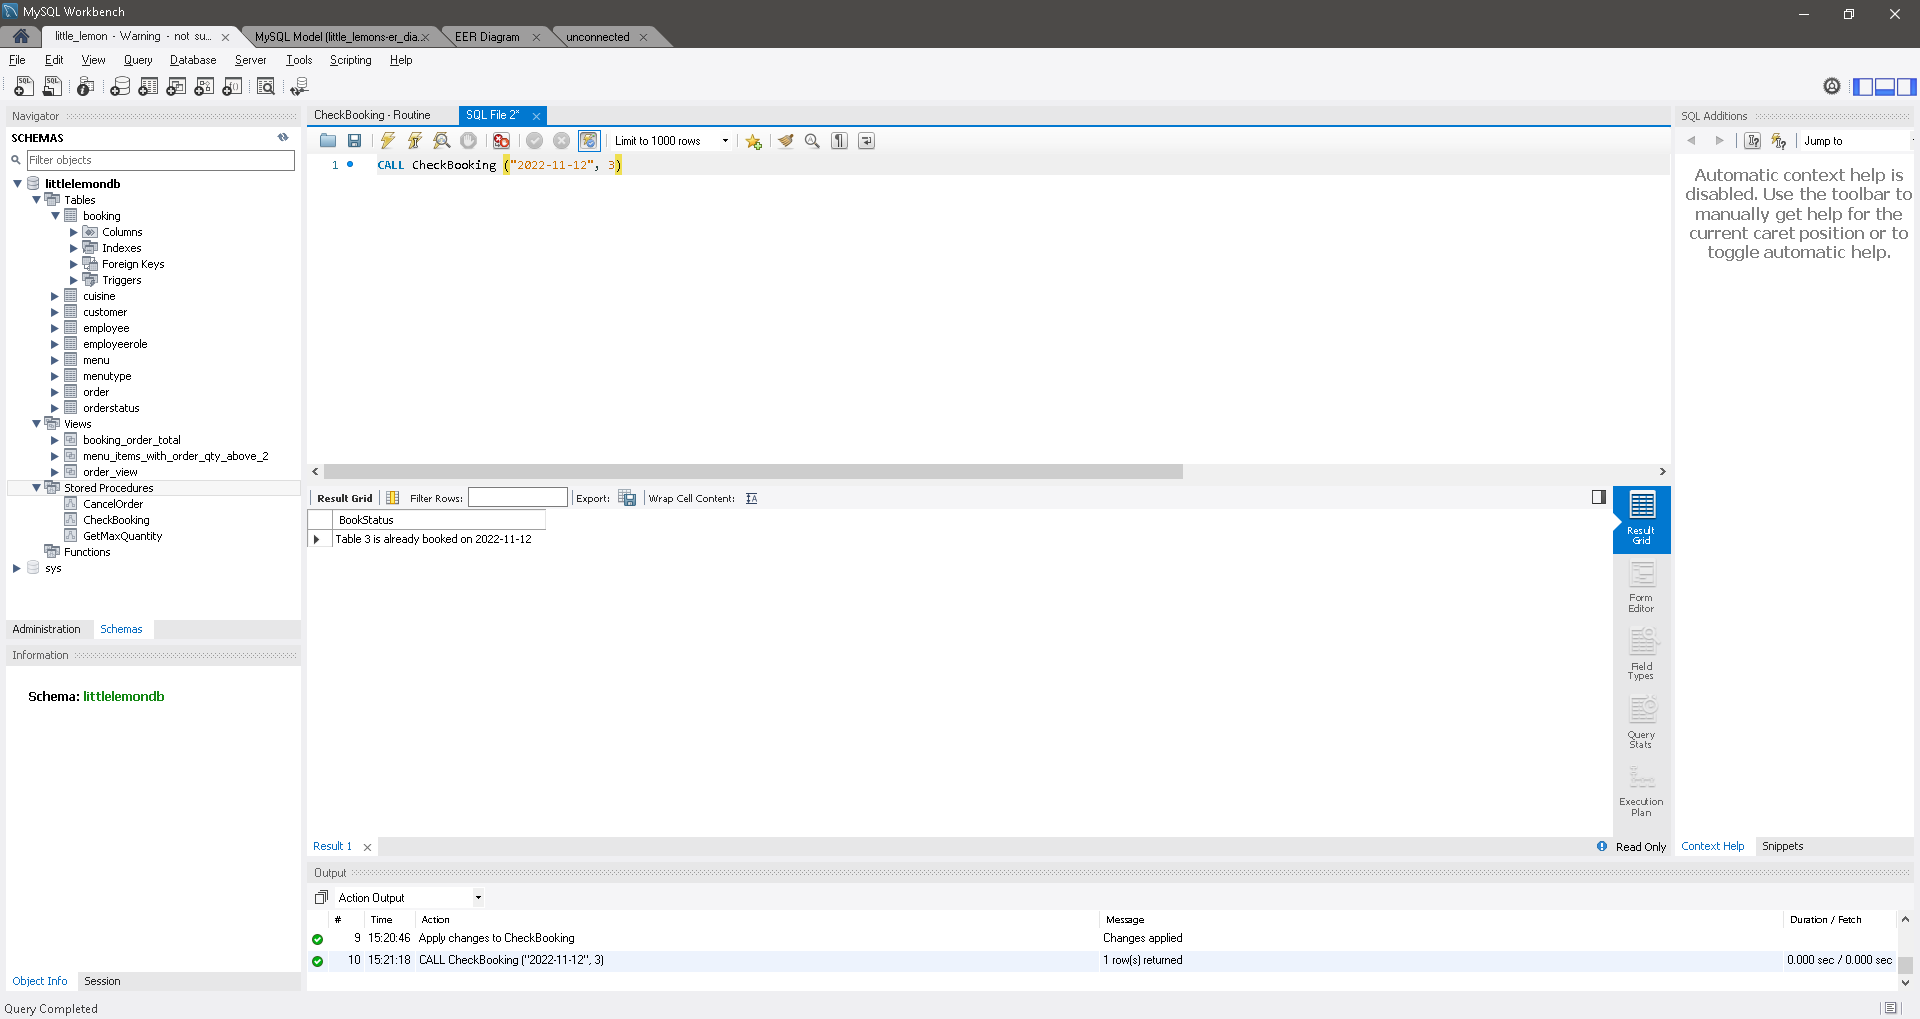 MySQL Workbench
little_lemon - Warning - not su...
MySQL Model (little_lemons-er_dia...
EER Diagram
unconnected
File Edit View Query Database Server Tools Scripting Help
Navigator
SCHEMAS
Filter objects
littlelemondb
Tables
booking
Columns
Indexes
Foreign Keys
Triggers
cuisine
customer
employee
employeerole
menu
menutype
order
orderstatus
Views
booking_order_total
menu_items_with_order_qty_above_2
order_view
Stored Procedures
CancelOrder
CheckBooking
GetMaxQuantity
Functions
sys
Administration Schemas
Information
Schema: littlelemondb
Object Info Session
Query Completed
CheckBooking - Routine
SQL File 2*
Limit to 1000 rows
1 CALL CheckBooking ("2022-11-12", 3)
Result Grid Filter Rows: Export: Wrap Cell Content:
BookStatus
Table 3 is already booked on 2022-11-12
Result
Grid
Form
Editor
Field
Types
Query
Stats
Execution
Plan
Result 1
Read Only
SQL Additions
Jump to
Automatic context help is
disabled. Use the toolbar to
manually get help for the
current caret position or to
toggle automatic help.
Context Help Snippets
Output
Action Output
# Time Action Message Duration / Fetch
9 15:20:46 Apply changes to CheckBooking Changes applied
10 15:21:18 CALL CheckBooking ("2022-11-12", 3) 1 row(s) returned 0.000 sec / 0.000 sec